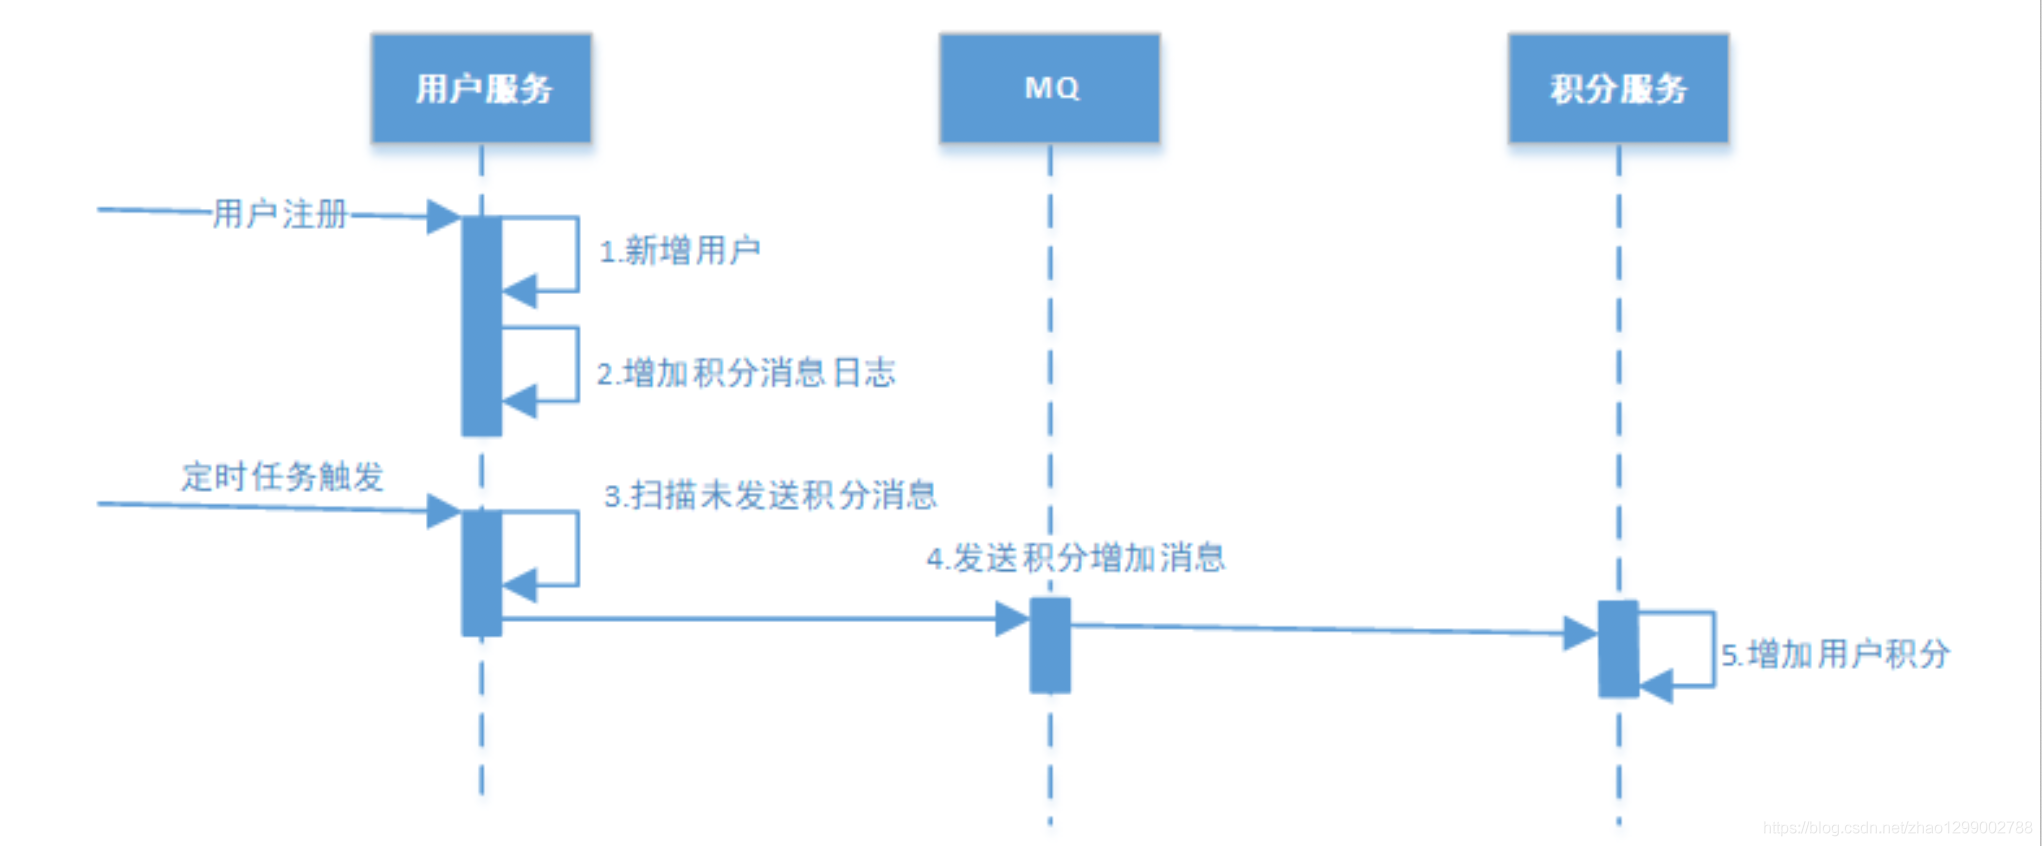 用户服务
MQ
积分服务
用户注册
1.新增用户
2.增加积分消息日志
定时任务触发
3.扫描未发送积分消息
4.发送积分增加消息
5.增加用户积分
https://blog.csdn.net/zhao1299002788